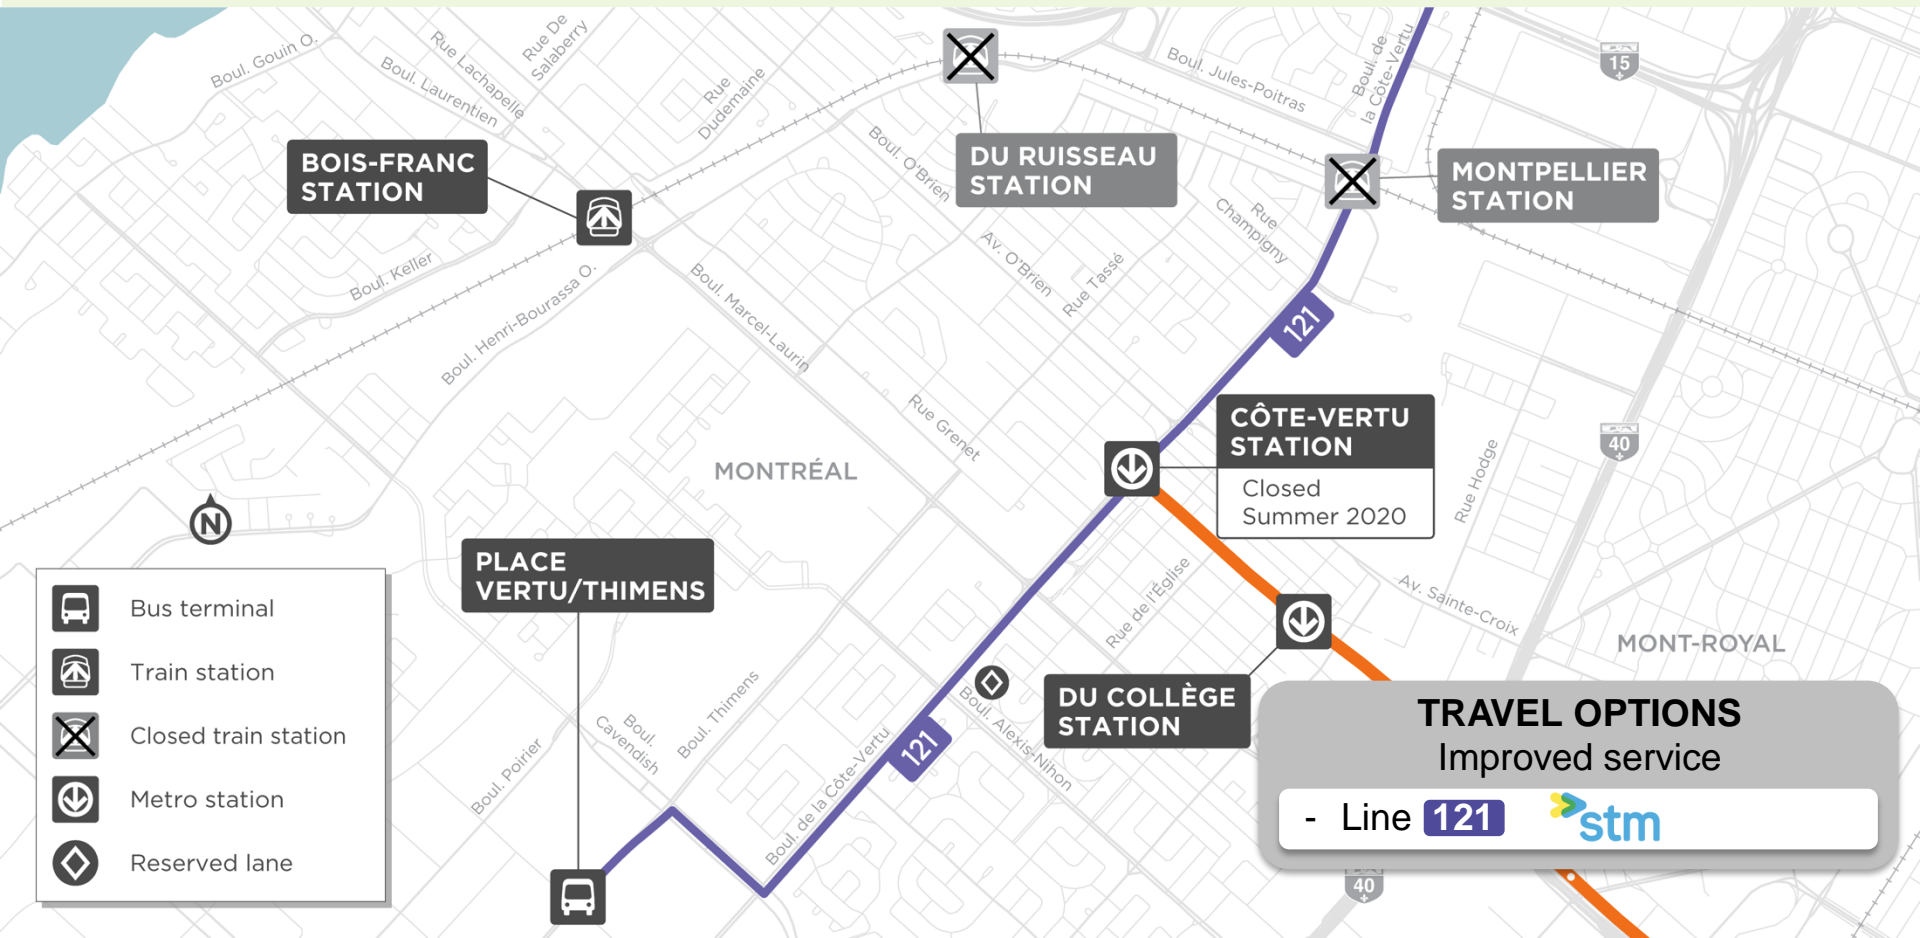 Boul. Gouin O.
Rue Lachapelle
Rue De
Salaberry
Boul. Laurentien
Rue
Dudemaine
Boul. Jules-Poitras
Boul. de
la Côte-Vertu
15
BOIS-FRANC
STATION
Boul. O'Brien
DU RUISSEAU
STATION
MONTPELLIER
STATION
Rue
Champigny
Av. O'Brien
Rue Tassé
Boul. Keller
Boul. Henri-Bourassa O.
Boul. Marcel-Laurin
121
Rue Grenet
CÔTE-VERTU
STATION
Closed
Summer 2020
40
Rue Hodge
MONTRÉAL
N
PLACE
VERTU/THIMENS
Rue de l'Église
Av. Sainte-Croix
MONT-ROYAL
Bus terminal
Train station
Closed train station
Metro station
Reserved lane
Boul. Poirier
Boul.
Cavendish
Boul. Thimens
Boul. de la Côte-Vertu
121
Boul. Alexis-Nihon
DU COLLÈGE
STATION
TRAVEL OPTIONS
Improved service
- Line 121 stm
40